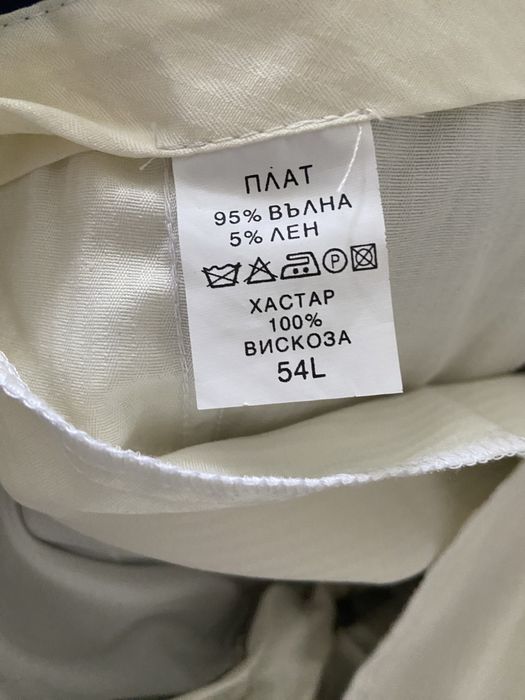 ПЛАТ
95% ВЪЛНА
5% ЛЕН
P
ХАСТАР
100%
ВИСКОЗА
54L